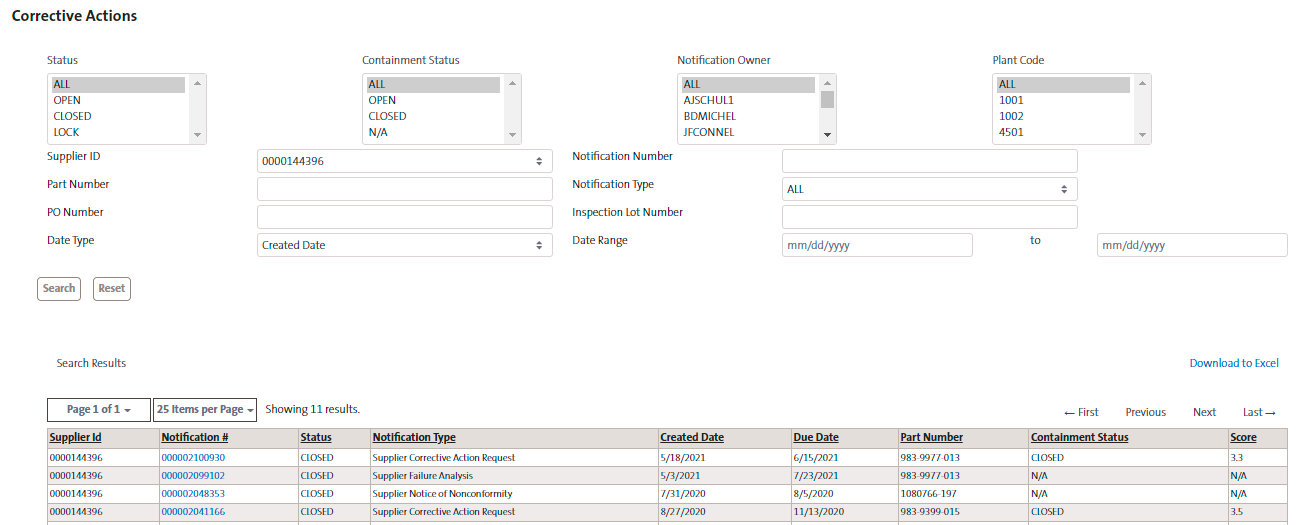 Corrective Actions
Status Containment Status Notification Owner Plant Code
ALL ALL ALL ALL
OPEN OPEN AJSCHUL1 1001
CLOSED CLOSED BDMICHEL 1002
LOCK N/A JFCONNEL 4501
Supplier ID 0000144396 Notification Number
Part Number Notification Type ALL
PO Number Inspection Lot Number
Date Type Created Date Date Range mm/dd/yyyy to mm/dd/yyyy
Search Reset
Search Results Download to Excel
Page 1 of 1 25 Items per Page Showing 11 results. ← First Previous Next Last →
Supplier Id Notification # Status Notification Type Created Date Due Date Part Number Containment Status Score
0000144396 000002100930 CLOSED Supplier Corrective Action Request 5/18/2021 6/15/2021 983-9977-013 CLOSED 3.3
0000144396 000002099102 CLOSED Supplier Failure Analysis 5/3/2021 7/23/2021 983-9977-013 N/A N/A
0000144396 000002048353 CLOSED Supplier Notice of Nonconformity 7/31/2020 8/5/2020 1080766-197 N/A N/A
0000144396 000002041166 CLOSED Supplier Corrective Action Request 8/27/2020 11/13/2020 983-9399-015 CLOSED 3.5